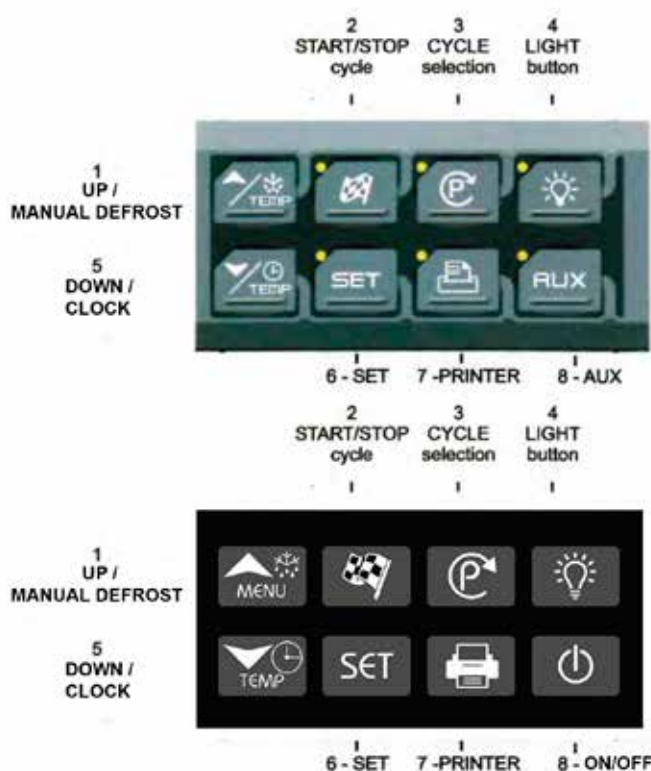 2 3 4
START/STOP CYCLE LIGHT
cycle selection button
1
UP /
MANUAL DEFROST
TEMP P
5
DOWN /
CLOCK
TEMP SET AUX
6 - SET 7 -PRINTER 8 - AUX
2 3 4
START/STOP CYCLE LIGHT
cycle selection button
1
UP /
MANUAL DEFROST
MENU P
5
DOWN /
CLOCK
TEMP SET
6 - SET 7 -PRINTER 8 - ON/OFF